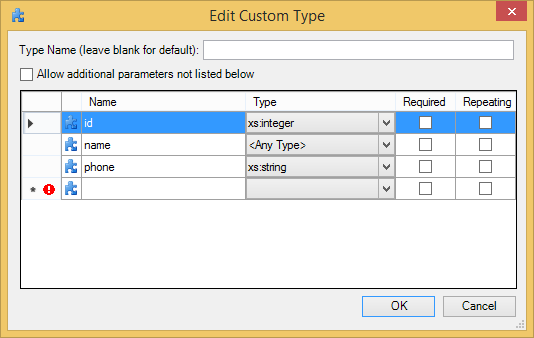 Edit Custom Type
Type Name (leave blank for default):
Allow additional parameters not listed below
Name Type Required Repeating
id xs:integer
name <Any Type>
phone xs:string
*
OK Cancel